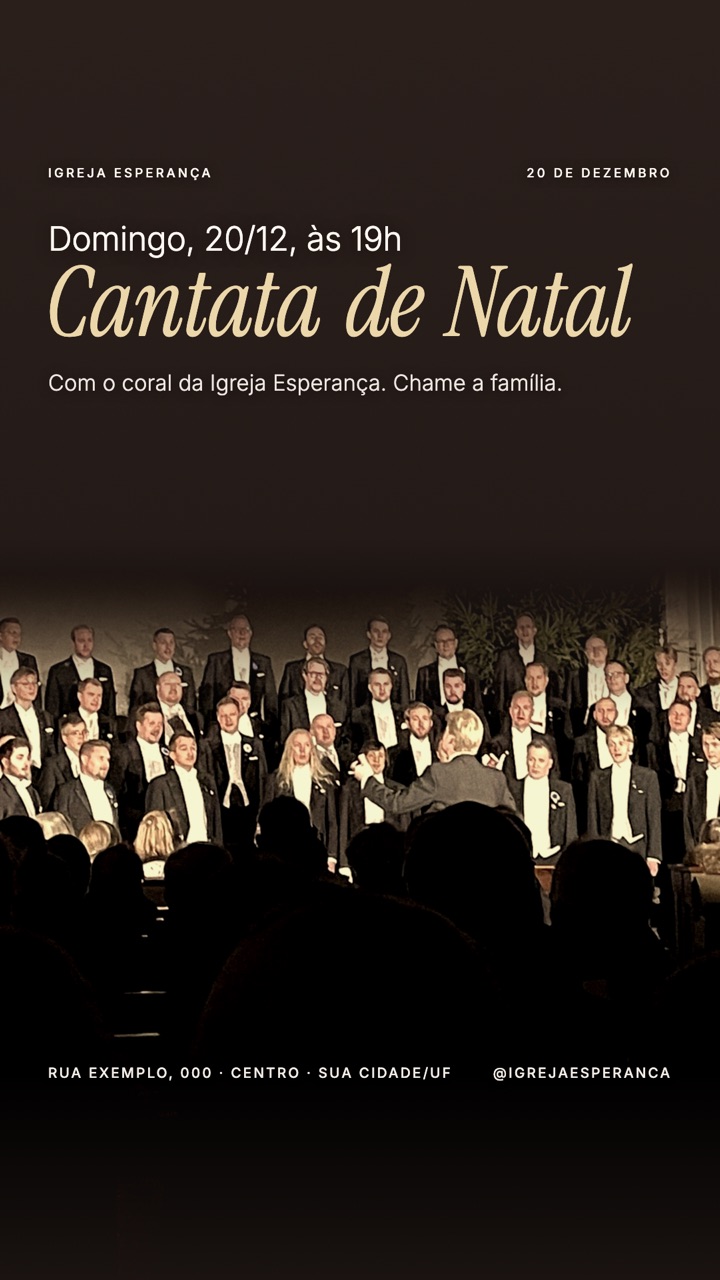 IGREJA ESPERANÇA
20 DE DEZEMBRO
Domingo, 20/12, às 19h
Cantata de Natal
Com o coral da Igreja Esperança. Chame a família.
RUA EXEMPLO, 000 · CENTRO · SUA CIDADE/UF
@IGREJAESPERANCA